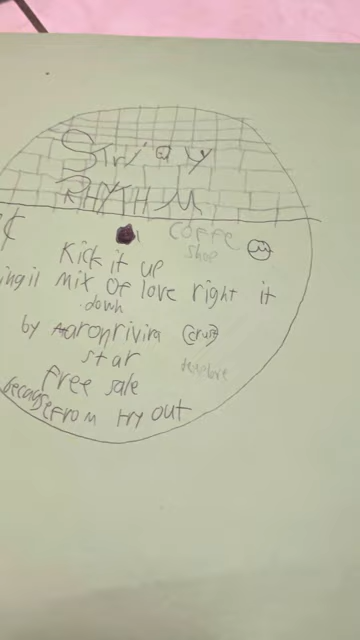 Striay
RHYTHM
¢
COFFE
shop
Kick it up
ingil mix of love right it
down
by Aaronrivira
star
free sale
because from try out